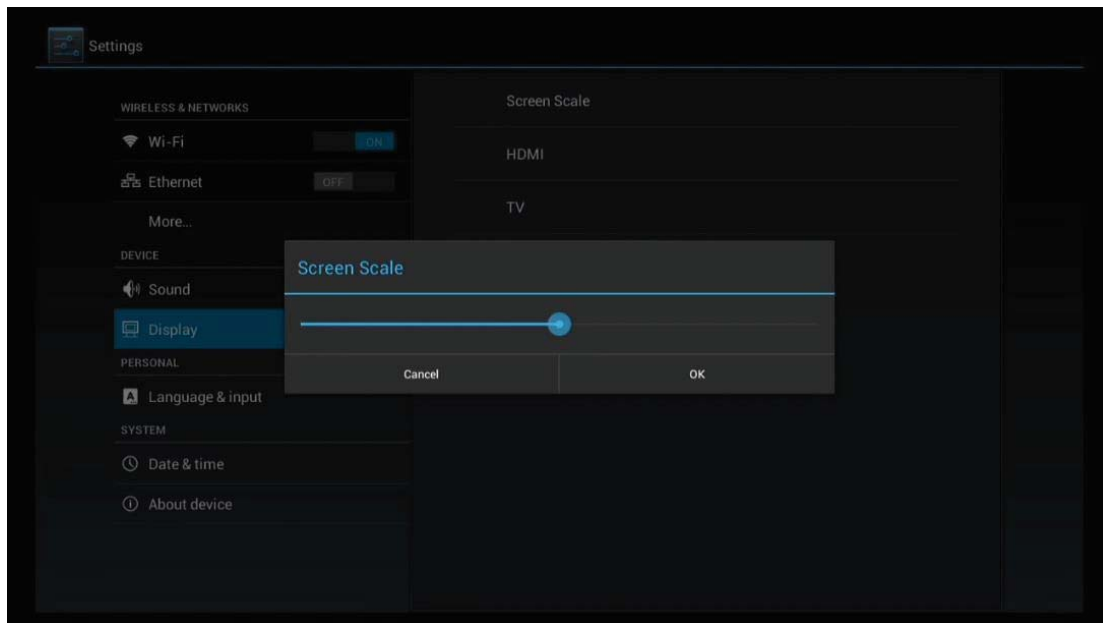 Settings
WIRELESS & NETWORKS
Wi-Fi
ON
Ethernet
OFF
More...
DEVICE
Sound
Display
PERSONAL
Language & input
SYSTEM
Date & time
About device
Screen Scale
HDMI
TV
Screen Scale
Cancel
OK